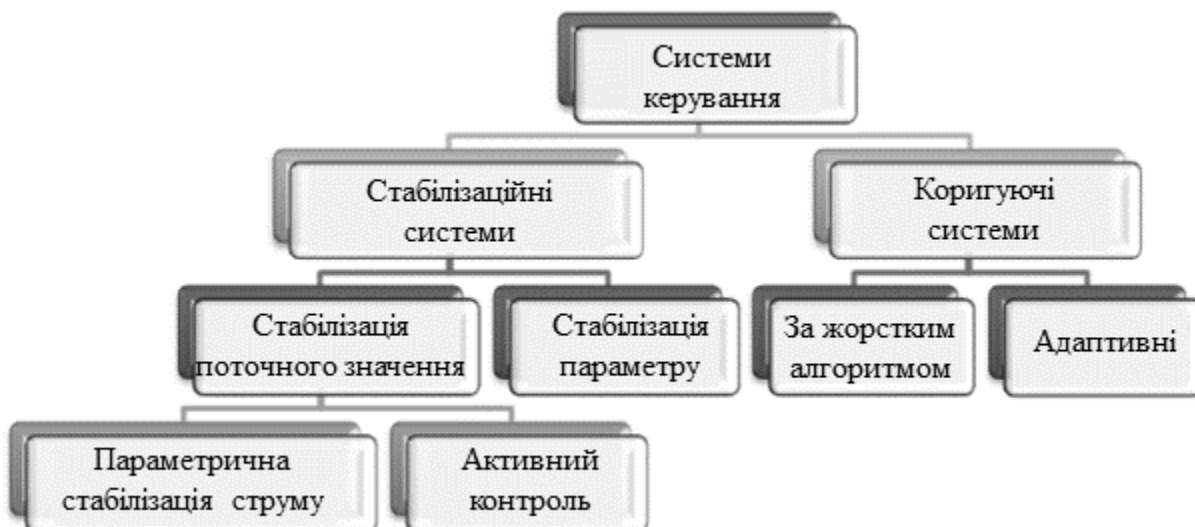 Системи
керування
Стабілізаційні
системи
Коригуючі
системи
Стабілізація
поточного значення
Стабілізація
параметру
За жорстким
алгоритмом
Адаптивні
Параметрична
стабілізація струму
Активний
контроль